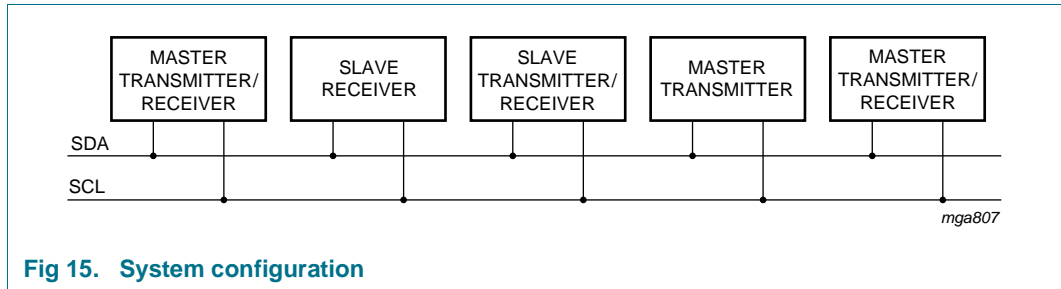 MASTER
TRANSMITTER/
RECEIVER
SLAVE
RECEIVER
SLAVE
TRANSMITTER/
RECEIVER
MASTER
TRANSMITTER
MASTER
TRANSMITTER/
RECEIVER
SDA
SCL
mga807
Fig 15. System configuration